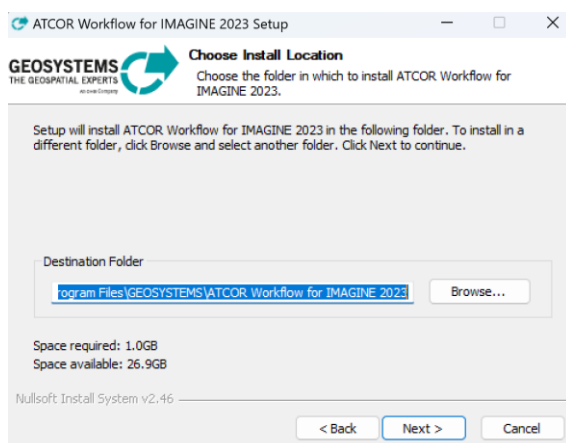 ATCOR Workflow for IMAGINE 2023 Setup
GEOSYSTEMS
THE GEOSPATIAL EXPERTS
Choose Install Location
Choose the folder in which to install ATCOR Workflow for
IMAGINE 2023.
Setup will install ATCOR Workflow for IMAGINE 2023 in the following folder. To install in a
different folder, click Browse and select another folder. Click Next to continue.
Destination Folder
rogram Files\GEOSYSTEMS\ATCOR Workflow for IMAGINE 2023
Browse...
Space required: 1.0GB
Space available: 26.9GB
Nullsoft Install System v2.46
< Back
Next >
Cancel